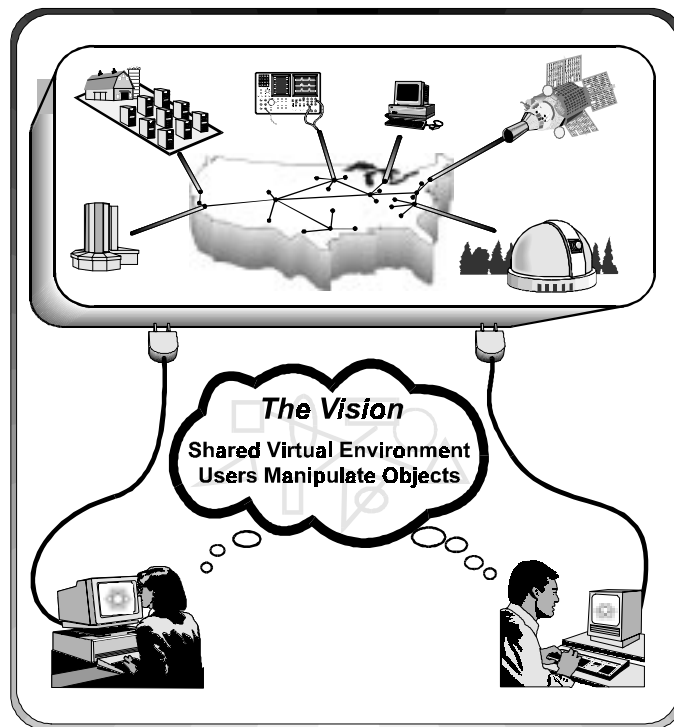 The Vision
Shared Virtual Environment
Users Manipulate Objects